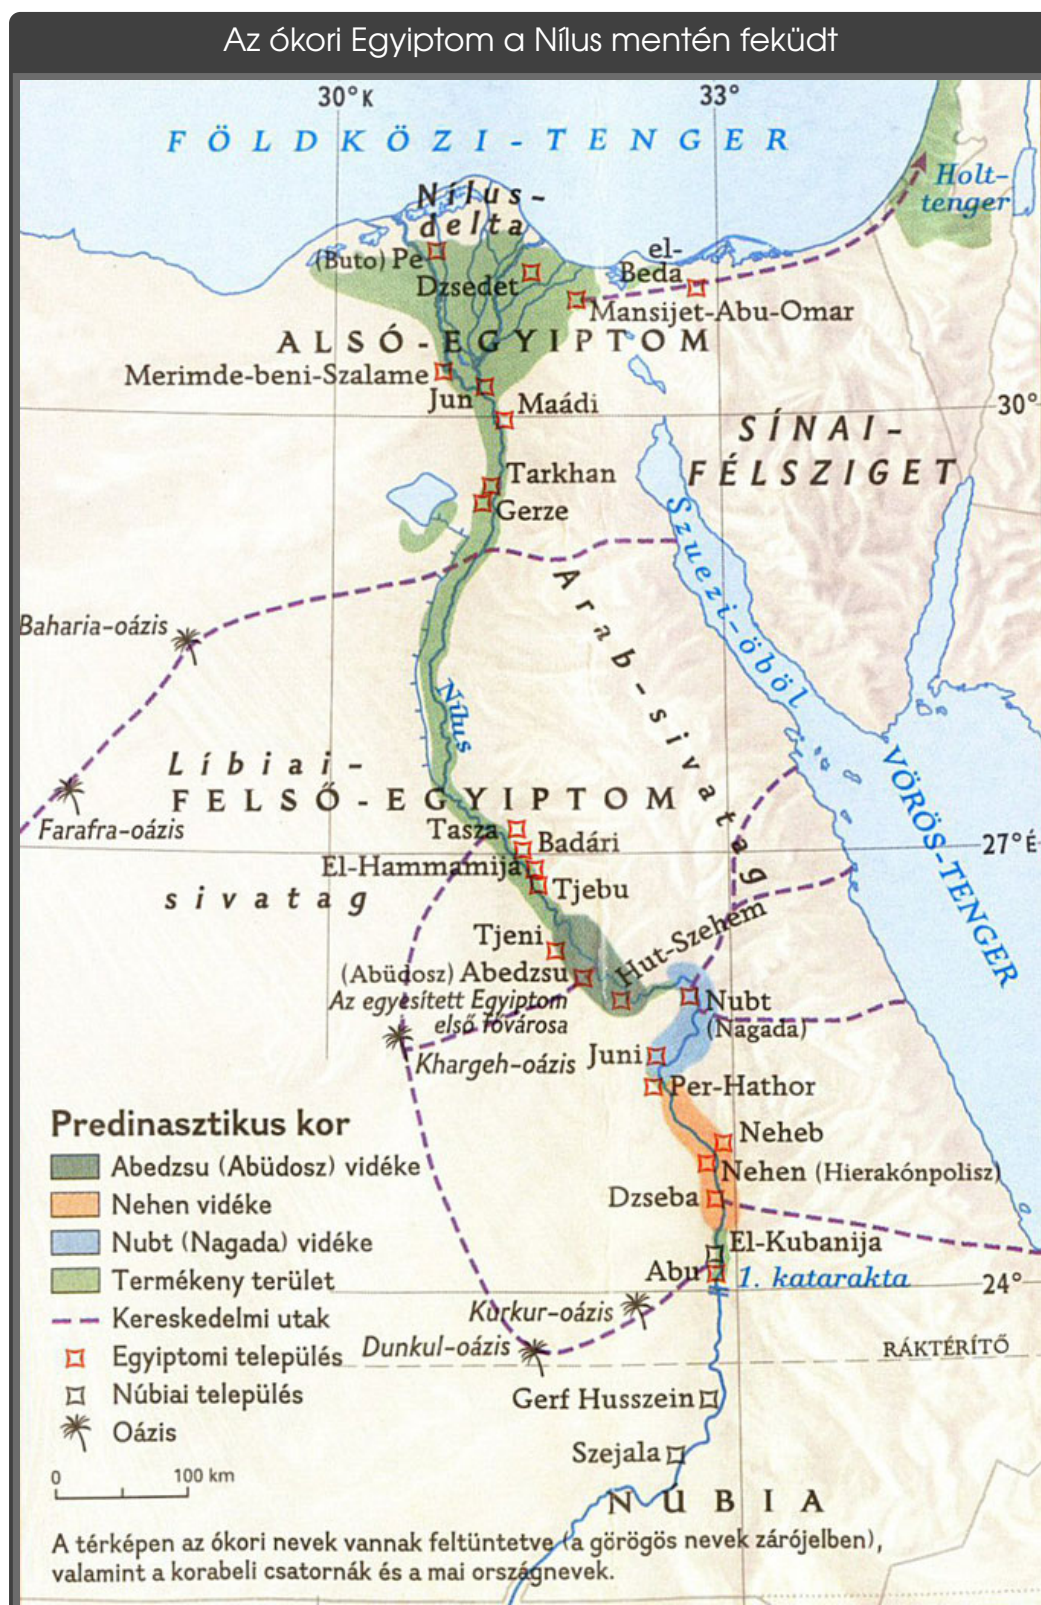 Az ókori Egyiptom a Nílus mentén feküdt
30° K
33°
FÖLDKÖZI-TENGER
Holt-
tenger
Nílus-
delta
(Buto) Pe
Dzsedet
el-
Beda
Mansijet-Abu-Omar
ALSÓ-EGYIPTOM
Merimde-beni-Szalame
Jun
Maádi
30°
SÍNAI-
FÉLSZIGET
Tarkhan
Gerze
Szuezi-öböl
Arab-sivatag
Baharia-oázis
Nílus
Líbiai-
FELSŐ-EGYIPTOM
VÖRÖS-TENGER
Farafra-oázis
Tasza
Badári
27° É
El-Hammamija
Tjebu
sivatag
Tjeni
Hut-Szehem
(Abüdosz) Abedzsu
Az egyesített Egyiptom
első fővárosa
Nubt
(Nagada)
Khargeh-oázis
Juni
Per-Hathor
Neheb
Nehen (Hierakónpolisz)
Dzseba
El-Kubanija
Abu
1. katarakta
24°
Kurkur-oázis
Dunkul-oázis
RÁKTÉRÍTŐ
Gerf Husszein
Szejala
NÚBIA
Predinasztikus kor
Abedzsu (Abüdosz) vidéke
Nehen vidéke
Nubt (Nagada) vidéke
Termékeny terület
Kereskedelmi utak
Egyiptomi település
Núbiai település
Oázis
0 100 km
A térképen az ókori nevek vannak feltüntetve (a görögös nevek zárójelben),
valamint a korabeli csatornák és a mai országnevek.